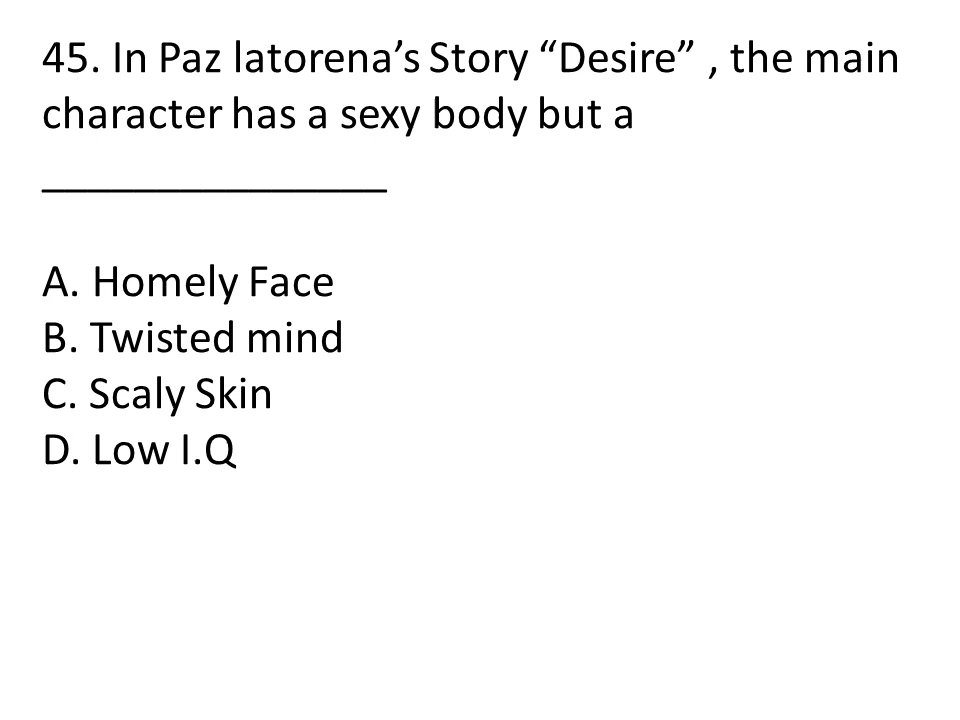 45. In Paz latorena’s Story “Desire” , the main
character has a sexy body but a
________________
A. Homely Face
B. Twisted mind
C. Scaly Skin
D. Low I.Q